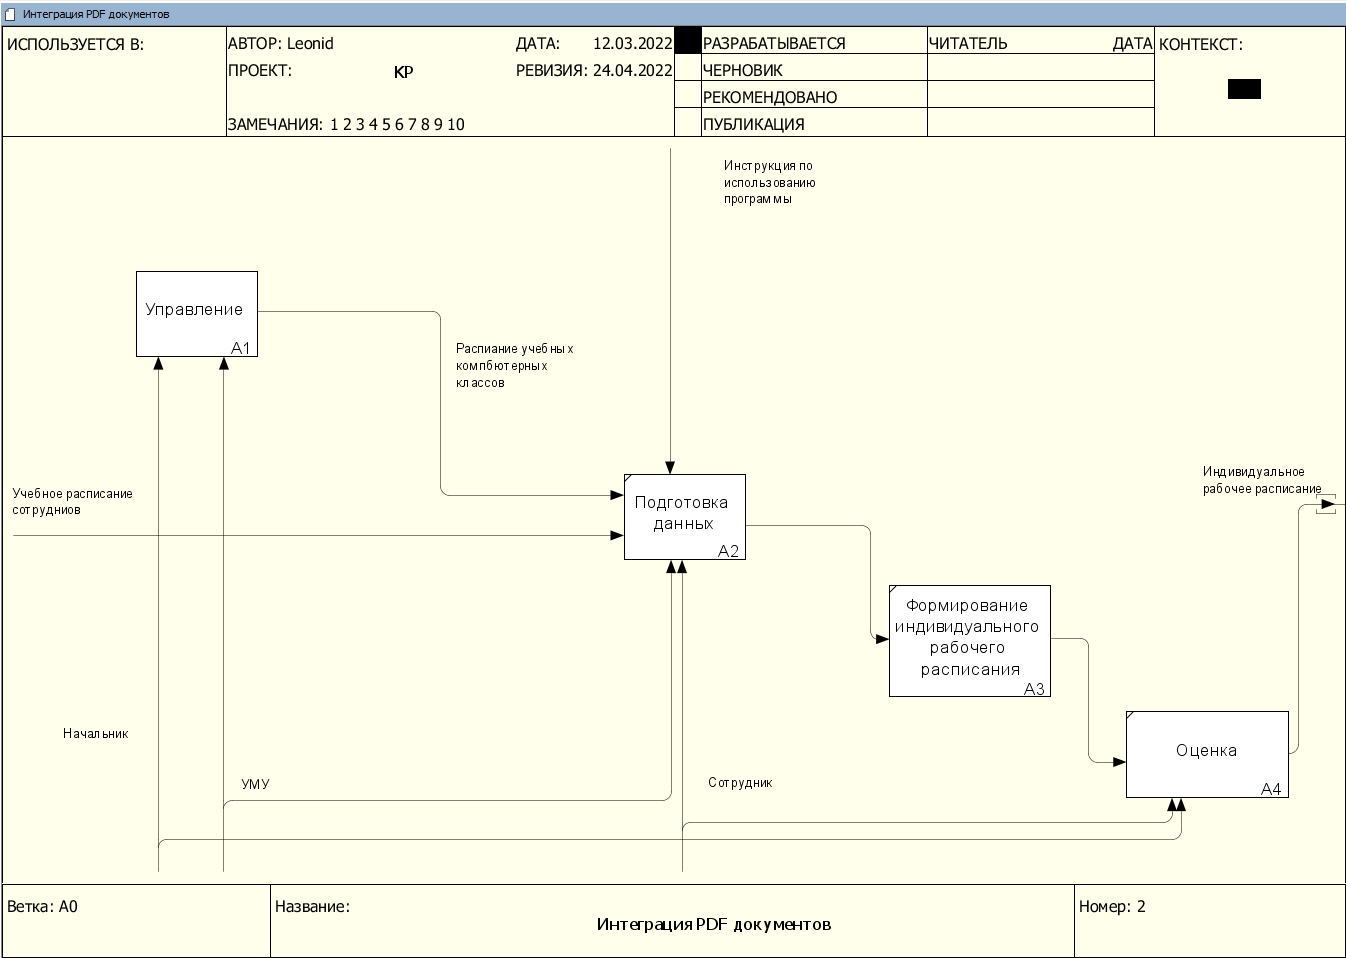 Интеграция PDF документов
ИСПОЛЬЗУЕТСЯ В:
АВТОР: Leonid
ДАТА: 12.03.2022
ПРОЕКТ: КР
РЕВИЗИЯ: 24.04.2022
ЗАМЕЧАНИЯ: 1 2 3 4 5 6 7 8 9 10
РАЗРАБАТЫВАЕТСЯ
ЧЕРНОВИК
РЕКОМЕНДОВАНО
ПУБЛИКАЦИЯ
ЧИТАТЕЛЬ
ДАТА
КОНТЕКСТ:
Инструкция по
использованию
программы
Управление
A1
Распиание учебных
компбютерных
классов
Учебное расписание
сотрудниов
Подготовка
данных
A2
Индивидуальное
рабочее расписание
Формирование
индивидуального
рабочего
расписания
A3
Начальник
УМУ
Сотрудник
Оценка
A4
Ветка: A0
Название:
Интеграция PDF документов
Номер: 2